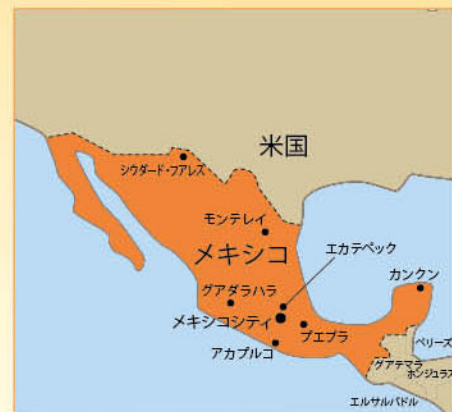 米国
シウダード・フアレズ
モンテレイ
メキシコ
エカテペック
カンクン
グアダラハラ
メキシコシティ
プエブラ
アカプルコ
ベリーズ
グアテマラ
ホンジュラス
エルサルバドル